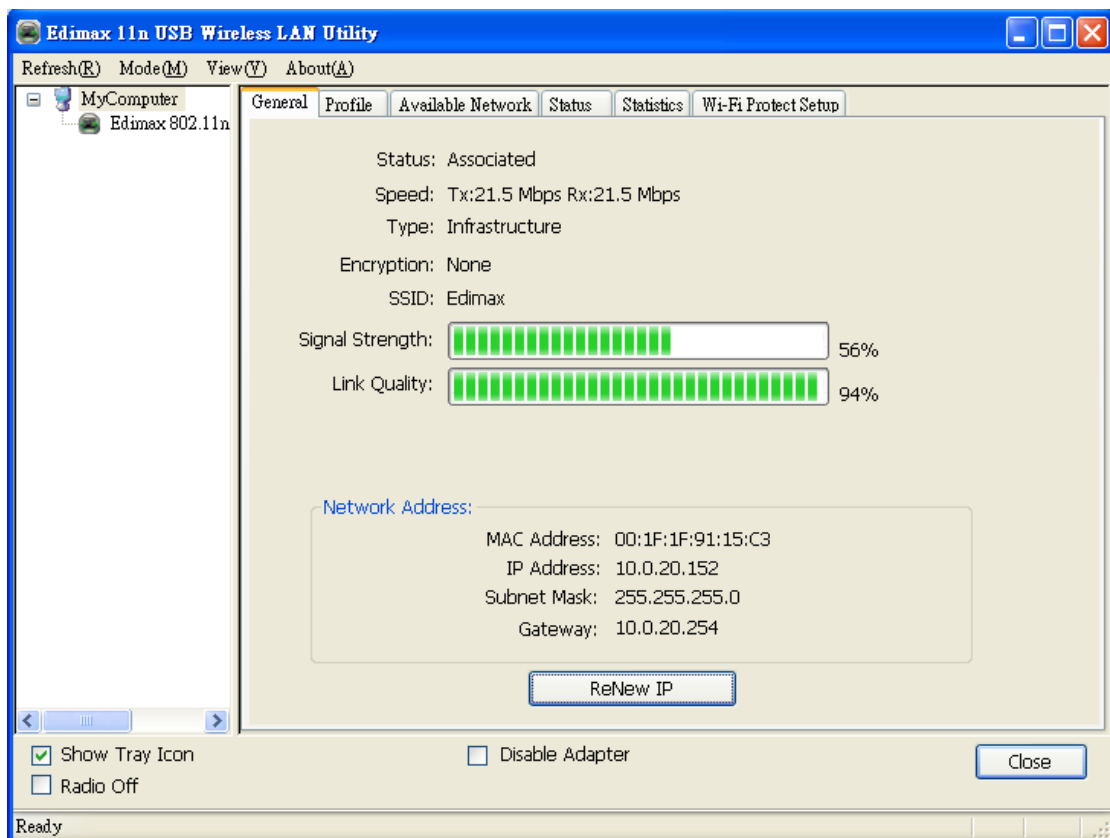 Edimax 11n USB Wireless LAN Utility
Refresh(R) Mode(M) View(V) About(A)
MyComputer
Edimax 802.11n
General Profile Available Network Status Statistics Wi-Fi Protect Setup
Status: Associated
Speed: Tx:21.5 Mbps Rx:21.5 Mbps
Type: Infrastructure
Encryption: None
SSID: Edimax
Signal Strength: 56%
Link Quality: 94%
Network Address:
MAC Address: 00:1F:1F:91:15:C3
IP Address: 10.0.20.152
Subnet Mask: 255.255.255.0
Gateway: 10.0.20.254
ReNew IP
Show Tray Icon Disable Adapter Close
Radio Off
Ready